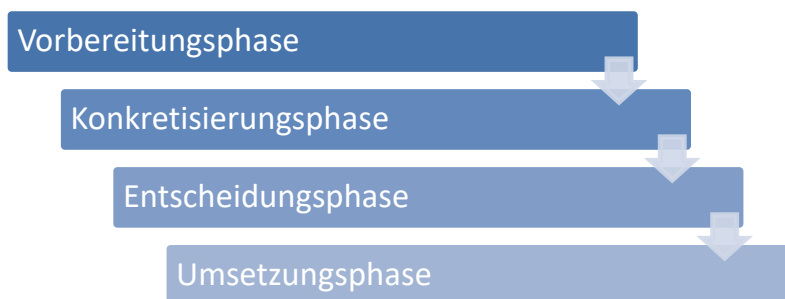 Vorbereitungsphase
Konkretisierungsphase
Entscheidungsphase
Umsetzungsphase